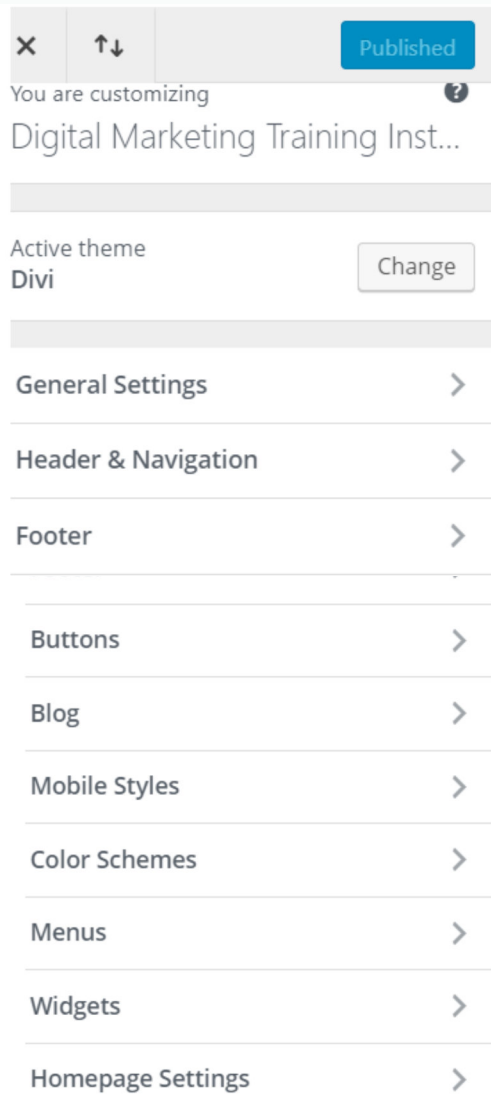 Published
You are customizing
Digital Marketing Training Inst...
Active theme
Divi
Change
General Settings
Header & Navigation
Footer
Buttons
Blog
Mobile Styles
Color Schemes
Menus
Widgets
Homepage Settings